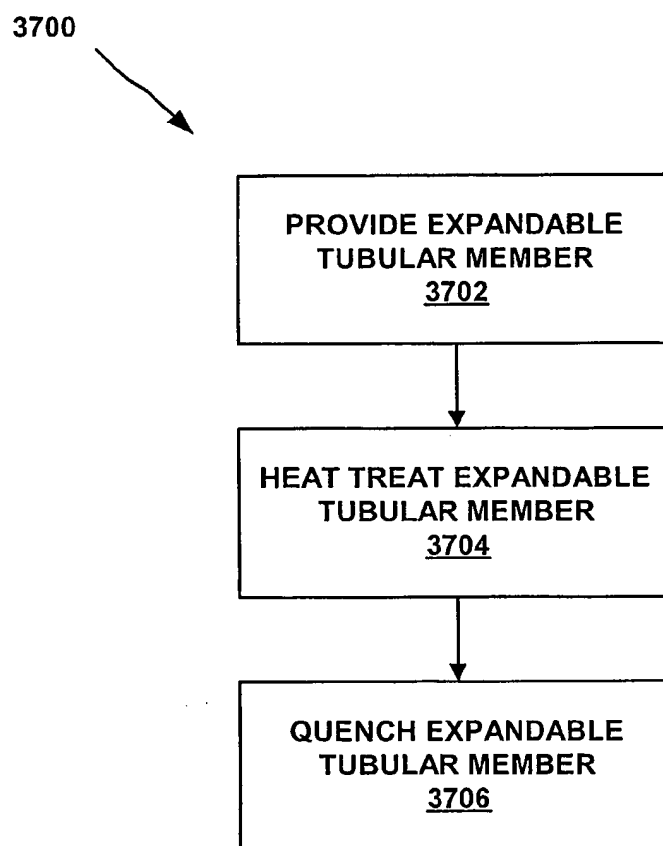 3700
PROVIDE EXPANDABLE
TUBULAR MEMBER
3702
HEAT TREAT EXPANDABLE
TUBULAR MEMBER
3704
QUENCH EXPANDABLE
TUBULAR MEMBER
3706